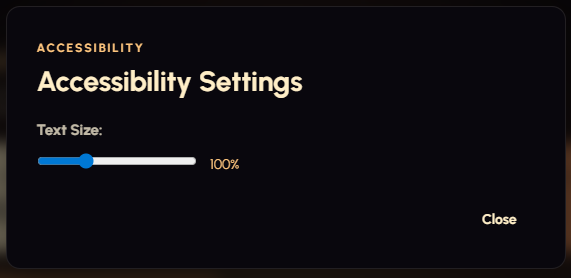 ACCESSIBILITY
Accessibility Settings
Text Size:
100%
Close